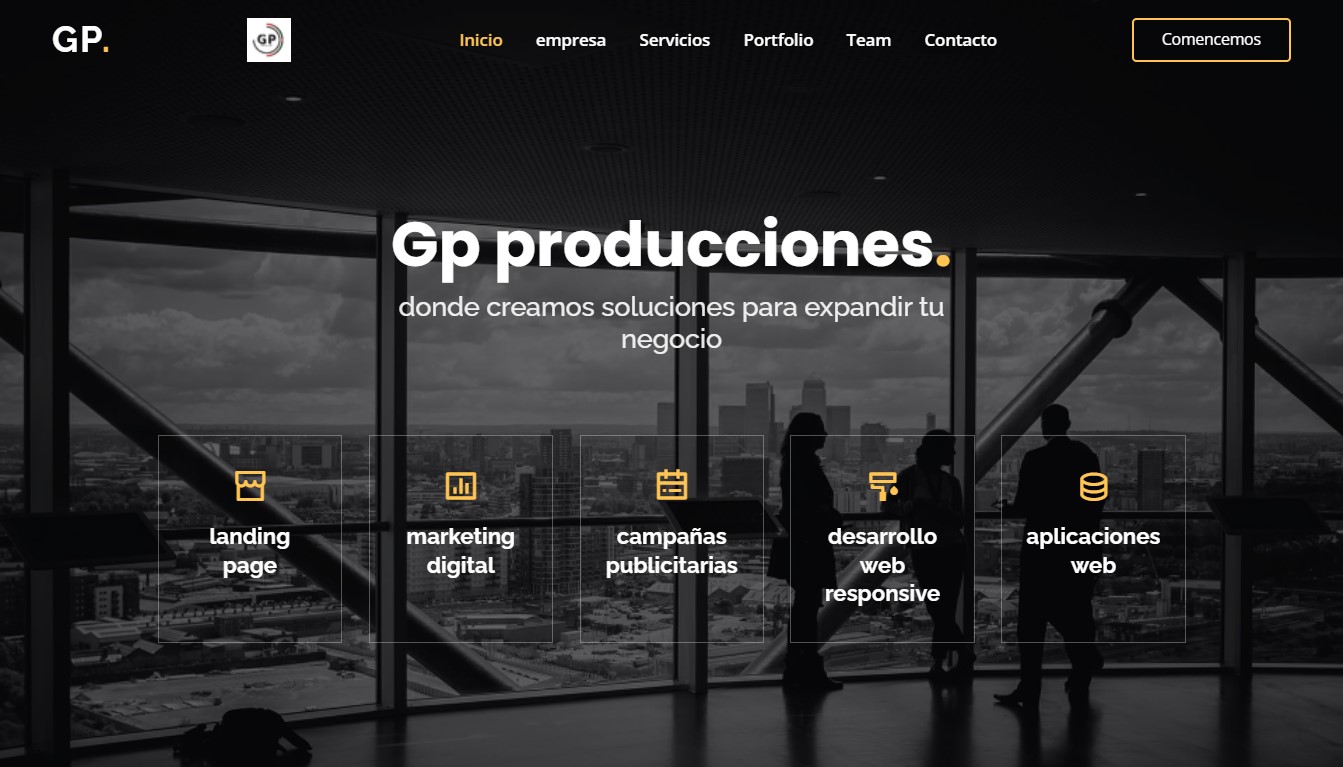 GP.
GP
Inicio
empresa
Servicios
Portfolio
Team
Contacto
Comencemos
Gp producciones.
donde creamos soluciones para expandir tu
negocio
landing
page
marketing
digital
campañas
publicitarias
desarrollo
web
responsive
aplicaciones
web